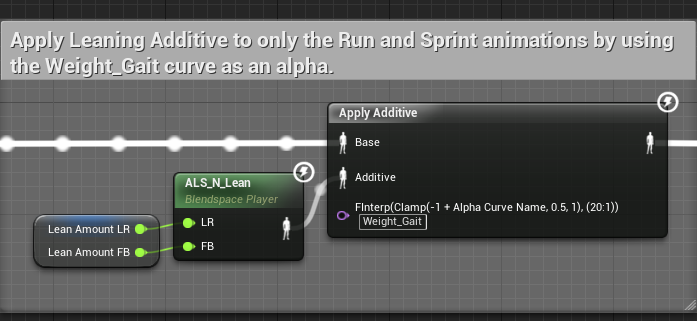 Apply Leaning Additive to only the Run and Sprint animations by using
the Weight_Gait curve as an alpha.
Apply Additive
Base
Additive
FInterp(Clamp(-1 + Alpha Curve Name, 0.5, 1), (20:1))
Weight_Gait
ALS_N_Lean
Blendspace Player
LR
FB
Lean Amount LR
Lean Amount FB